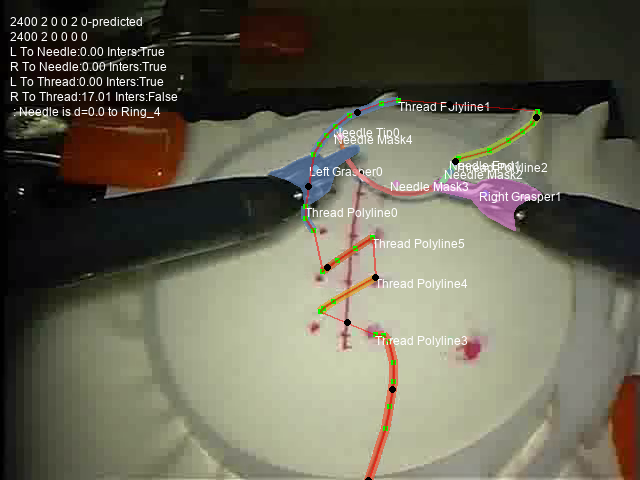 2400 2 0 0 2 0-predicted
2400 2 0 0 0 0
L To Needle:0.00 Inters:True
R To Needle:0.00 Inters:True
L To Thread:0.00 Inters:True
R To Thread:17.01 Inters:False
: Needle is d=0.0 to Ring_4
Thread Polyline1
Needle Tip0
Needle Mask4
Needle End1
Thread Polyline2
Needle Mask2
Left Grasper0
Needle Mask3
Right Grasper1
Thread Polyline0
Thread Polyline5
Thread Polyline4
Thread Polyline3